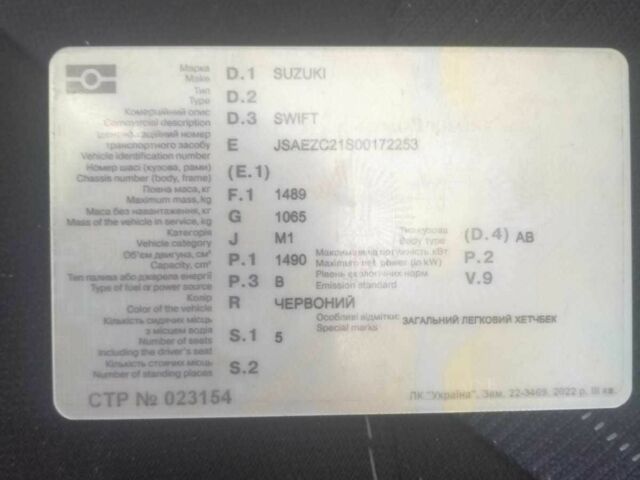 Марка D.1 SUZUKI
Make
Тип D.2
Type
Комерційний опис D.3 SWIFT
Commercial description
Ідентифікаційний номер
транспортного засобу E JSAEZC21S00172253
Vehicle identification number
Номер шасі (кузова, рами) (E.1)
Chassis number (body, frame)
Повна маса, кг F.1 1489
Maximum mass, kg
Маса без навантаження, кг G 1065
Mass of the vehicle in service, kg
Категорія J M1 Тип кузова (D.4) AB
Vehicle category Body type
Об'єм двигуна, см³ P.1 1490 Максимальна потужність, кВт P.2
Capacity, cm³ Maximum net power (in kW)
Тип палива або джерела енергії P.3 B Рівень екологічних норм V.9
Type of fuel or power source Emission standard
Колір R ЧЕРВОНИЙ
Color of the vehicle
Кількість сидячих місць Особливі відмітки: ЗАГАЛЬНИЙ ЛЕГКОВИЙ ХЕТЧБЕК
з місцем водія S.1 5 Special marks
Number of seats
including the driver's seat
Кількість стоячих місць S.2
Number of standing places
СТР № 023154
ПК "Україна". Зам. 22-3469. 2022 р. III кв.